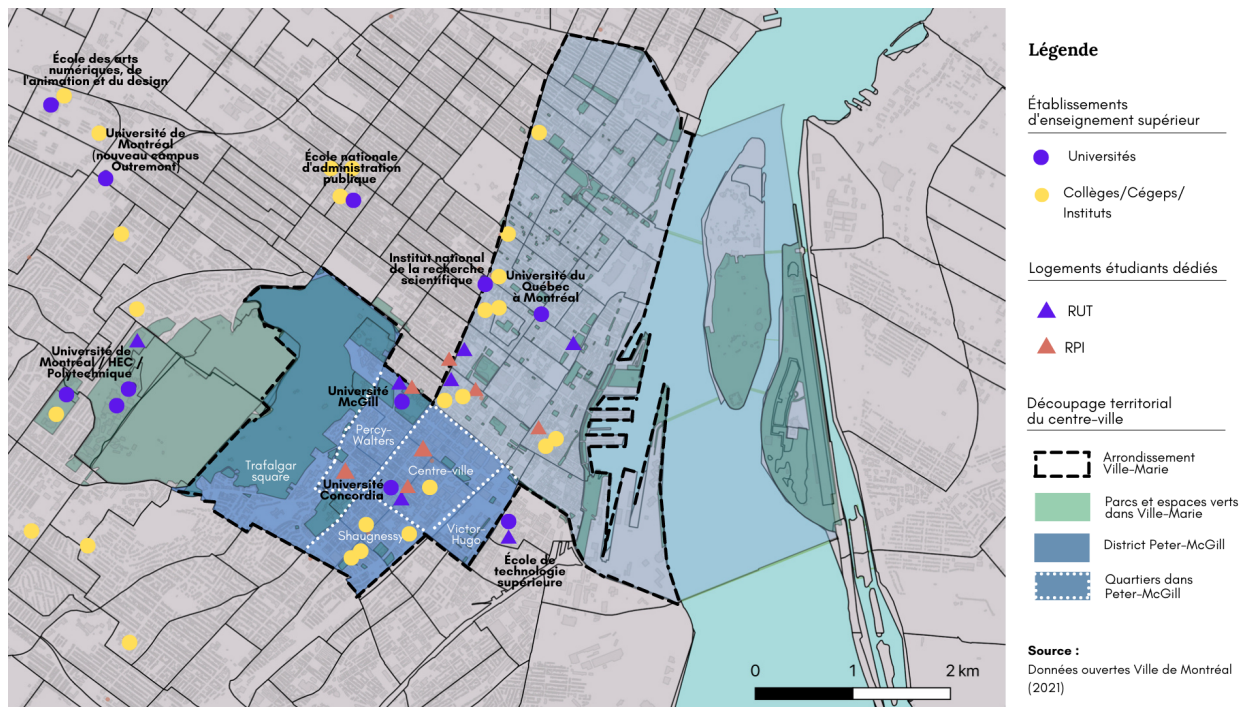 École des arts
numériques, de
l'animation et du design
Université de
Montréal
(nouveau campus
Outremont)
École nationale
d'administration
publique
Institut national
de la recherche
scientifique
Université du
Québec
à Montréal
Université de
Montréal / HEC /
Polytechnique
Université
McGill
Percy-
Walters
Trafalgar
square
Centre-ville
Université
Concordia
Shaugnessy
Victor-
Hugo
École de
technologie
supérieure
0 1 2 km
Légende
Établissements
d'enseignement supérieur
Universités
Collèges/Cégeps/
Instituts
Logements étudiants dédiés
RUT
RPI
Découpage territorial
du centre-ville
Arrondissement
Ville-Marie
Parcs et espaces verts
dans Ville-Marie
District Peter-McGill
Quartiers dans
Peter-McGill
Source :
Données ouvertes Ville de Montréal
(2021)